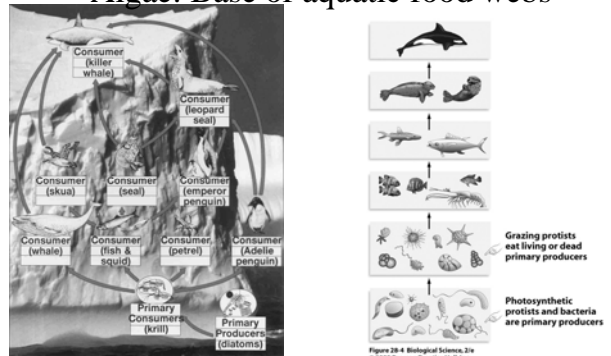 Algae: Base of aquatic food webs
Consumer
(killer
whale)
Consumer
(leopard
seal)
Consumer
(skua)
Consumer
(seal)
Consumer
(emperor
penguin)
Consumer
(whale)
Consumer
(fish &
squid)
Consumer
(petrel)
Consumer
(Adelie
penguin)
Primary
Consumers
(krill)
Primary
Producers
(diatoms)
Grazing protists
eat living or dead
primary producers
Photosynthetic
protists and bacteria
are primary producers
Figure 28-4 Biological Science, 2/e